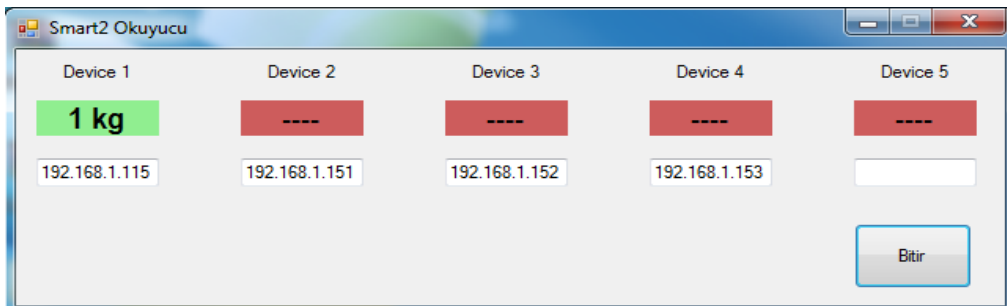 Smart2 Okuyucu
Device 1 Device 2 Device 3 Device 4 Device 5
1 kg ---- ---- ---- ----
192.168.1.115 192.168.1.151 192.168.1.152 192.168.1.153
Bitir